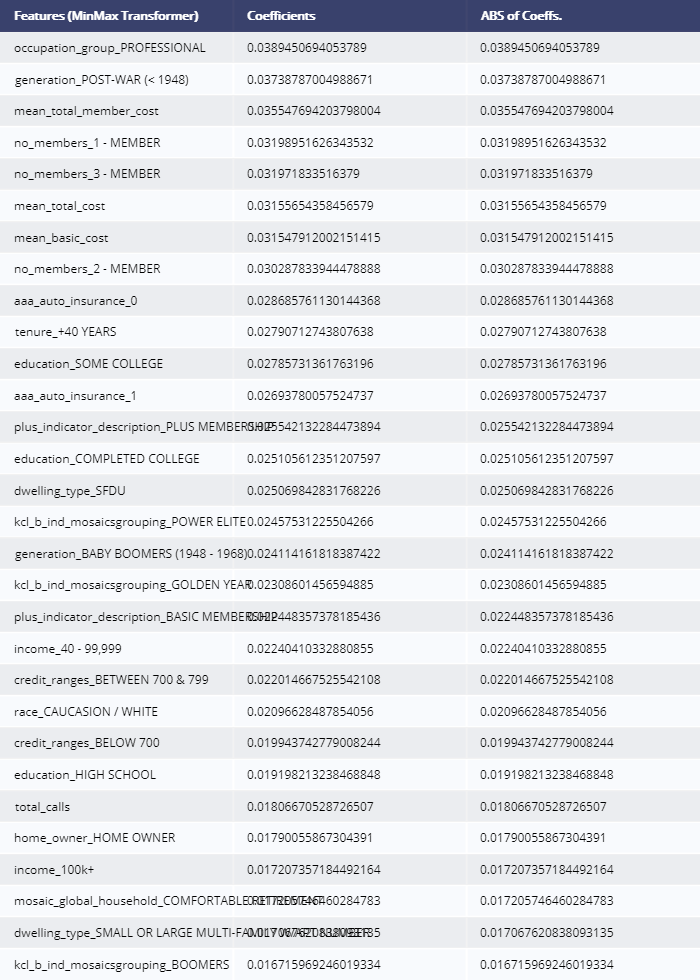 Features (MinMax Transformer) Coefficients ABS of Coeffs.
occupation_group_PROFESSIONAL 0.0389450694053789 0.0389450694053789
generation_POST-WAR (< 1948) 0.03738787004988671 0.03738787004988671
mean_total_member_cost 0.035547694203798004 0.035547694203798004
no_members_1 - MEMBER 0.03198951626343532 0.03198951626343532
no_members_3 - MEMBER 0.031971833516379 0.031971833516379
mean_total_cost 0.03155654358456579 0.03155654358456579
mean_basic_cost 0.031547912002151415 0.031547912002151415
no_members_2 - MEMBER 0.030287833944478888 0.030287833944478888
aaa_auto_insurance_0 0.028685761130144368 0.028685761130144368
tenure_+40 YEARS 0.02790712743807638 0.02790712743807638
education_SOME COLLEGE 0.02785731361763196 0.02785731361763196
aaa_auto_insurance_1 0.02693780057524737 0.02693780057524737
plus_indicator_description_PLUS MEMBERSHIP 0.025542132284473894 0.025542132284473894
education_COMPLETED COLLEGE 0.025105612351207597 0.025105612351207597
dwelling_type_SFDU 0.025069842831768226 0.025069842831768226
kcl_b_ind_mosaicsgrouping_POWER ELITE 0.02457531225504266 0.02457531225504266
generation_BABY BOOMERS (1948 - 1968) 0.024114161818387422 0.024114161818387422
kcl_b_ind_mosaicsgrouping_GOLDEN YEAR 0.02308601456594885 0.02308601456594885
plus_indicator_description_BASIC MEMBERSHIP 0.022448357378185436 0.022448357378185436
income_40 - 99,999 0.02240410332880855 0.02240410332880855
credit_ranges_BETWEEN 700 & 799 0.022014667525542108 0.022014667525542108
race_CAUCASION / WHITE 0.02096628487854056 0.02096628487854056
credit_ranges_BELOW 700 0.019943742779008244 0.019943742779008244
education_HIGH SCHOOL 0.019198213238468848 0.019198213238468848
total_calls 0.01806670528726507 0.01806670528726507
home_owner_HOME OWNER 0.01790055867304391 0.01790055867304391
income_100k+ 0.017207357184492164 0.017207357184492164
mosaic_global_household_COMFORTABLE RETIREMENT 0.017205746460284783 0.017205746460284783
dwelling_type_SMALL OR LARGE MULTI-FAMILY W/APT NUMBER 0.017067620838093135 0.017067620838093135
kcl_b_ind_mosaicsgrouping_BOOMERS 0.016715969246019334 0.016715969246019334